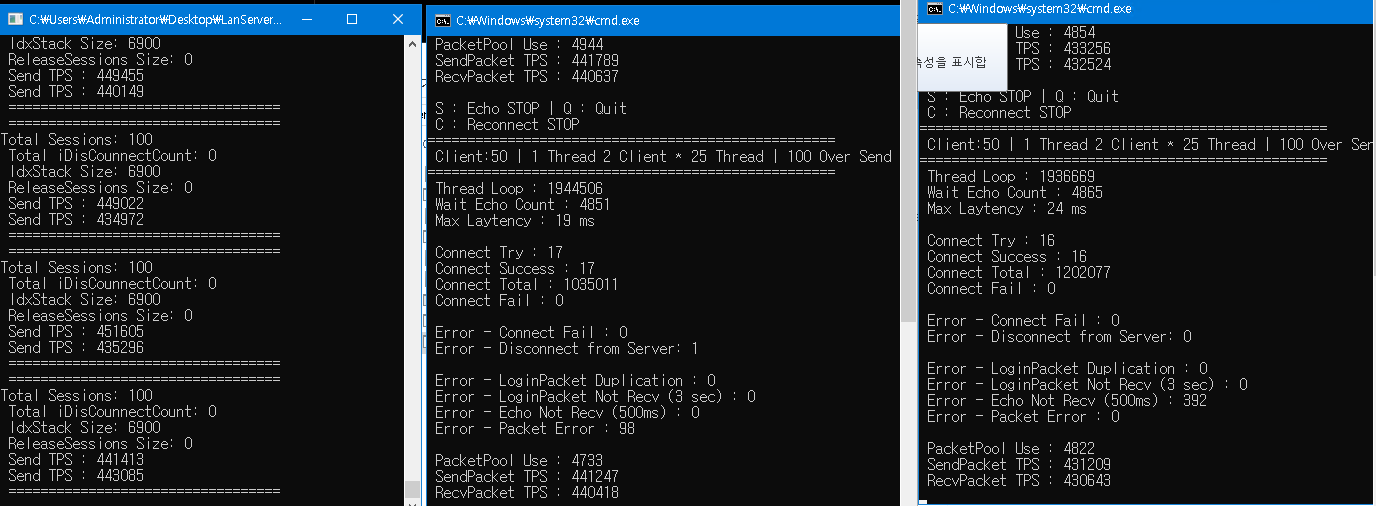 C:₩Users₩Administrator₩Desktop₩LanServer...
IdxStack Size: 6900
ReleaseSessions Size: 0
Send TPS : 449455
Send TPS : 440149
==================================
==================================
Total Sessions: 100
Total iDisCounnectCount: 0
IdxStack Size: 6900
ReleaseSessions Size: 0
Send TPS : 449022
Send TPS : 434972
==================================
==================================
Total Sessions: 100
Total iDisCounnectCount: 0
IdxStack Size: 6900
ReleaseSessions Size: 0
Send TPS : 451605
Send TPS : 435296
==================================
==================================
Total Sessions: 100
Total iDisCounnectCount: 0
IdxStack Size: 6900
ReleaseSessions Size: 0
Send TPS : 441413
Send TPS : 443085
==================================
C:₩Windows₩system32₩cmd.exe
PacketPool Use : 4944
SendPacket TPS : 441789
RecvPacket TPS : 440637
S : Echo STOP | Q : Quit
C : Reconnect STOP
===================================================
Client:50 | 1 Thread 2 Client * 25 Thread | 100 Over Send
===================================================
Thread Loop : 1944506
Wait Echo Count : 4851
Max Laytency : 19 ms
Connect Try : 17
Connect Success : 17
Connect Total : 1035011
Connect Fail : 0
Error - Connect Fail : 0
Error - Disconnect from Server: 1
Error - LoginPacket Duplication : 0
Error - LoginPacket Not Recv (3 sec) : 0
Error - Echo Not Recv (500ms) : 0
Error - Packet Error : 98
PacketPool Use : 4733
SendPacket TPS : 441247
RecvPacket TPS : 440418
C:₩Windows₩system32₩cmd.exe
Use : 4854
TPS : 433256
속성을 표시합
TPS : 432524
S : Echo STOP | Q : Quit
C : Reconnect STOP
===================================================
Client:50 | 1 Thread 2 Client * 25 Thread | 100 Over Ser
===================================================
Thread Loop : 1936669
Wait Echo Count : 4865
Max Laytency : 24 ms
Connect Try : 16
Connect Success : 16
Connect Total : 1202077
Connect Fail : 0
Error - Connect Fail : 0
Error - Disconnect from Server: 0
Error - LoginPacket Duplication : 0
Error - LoginPacket Not Recv (3 sec) : 0
Error - Echo Not Recv (500ms) : 392
Error - Packet Error : 0
PacketPool Use : 4822
SendPacket TPS : 431209
RecvPacket TPS : 430643